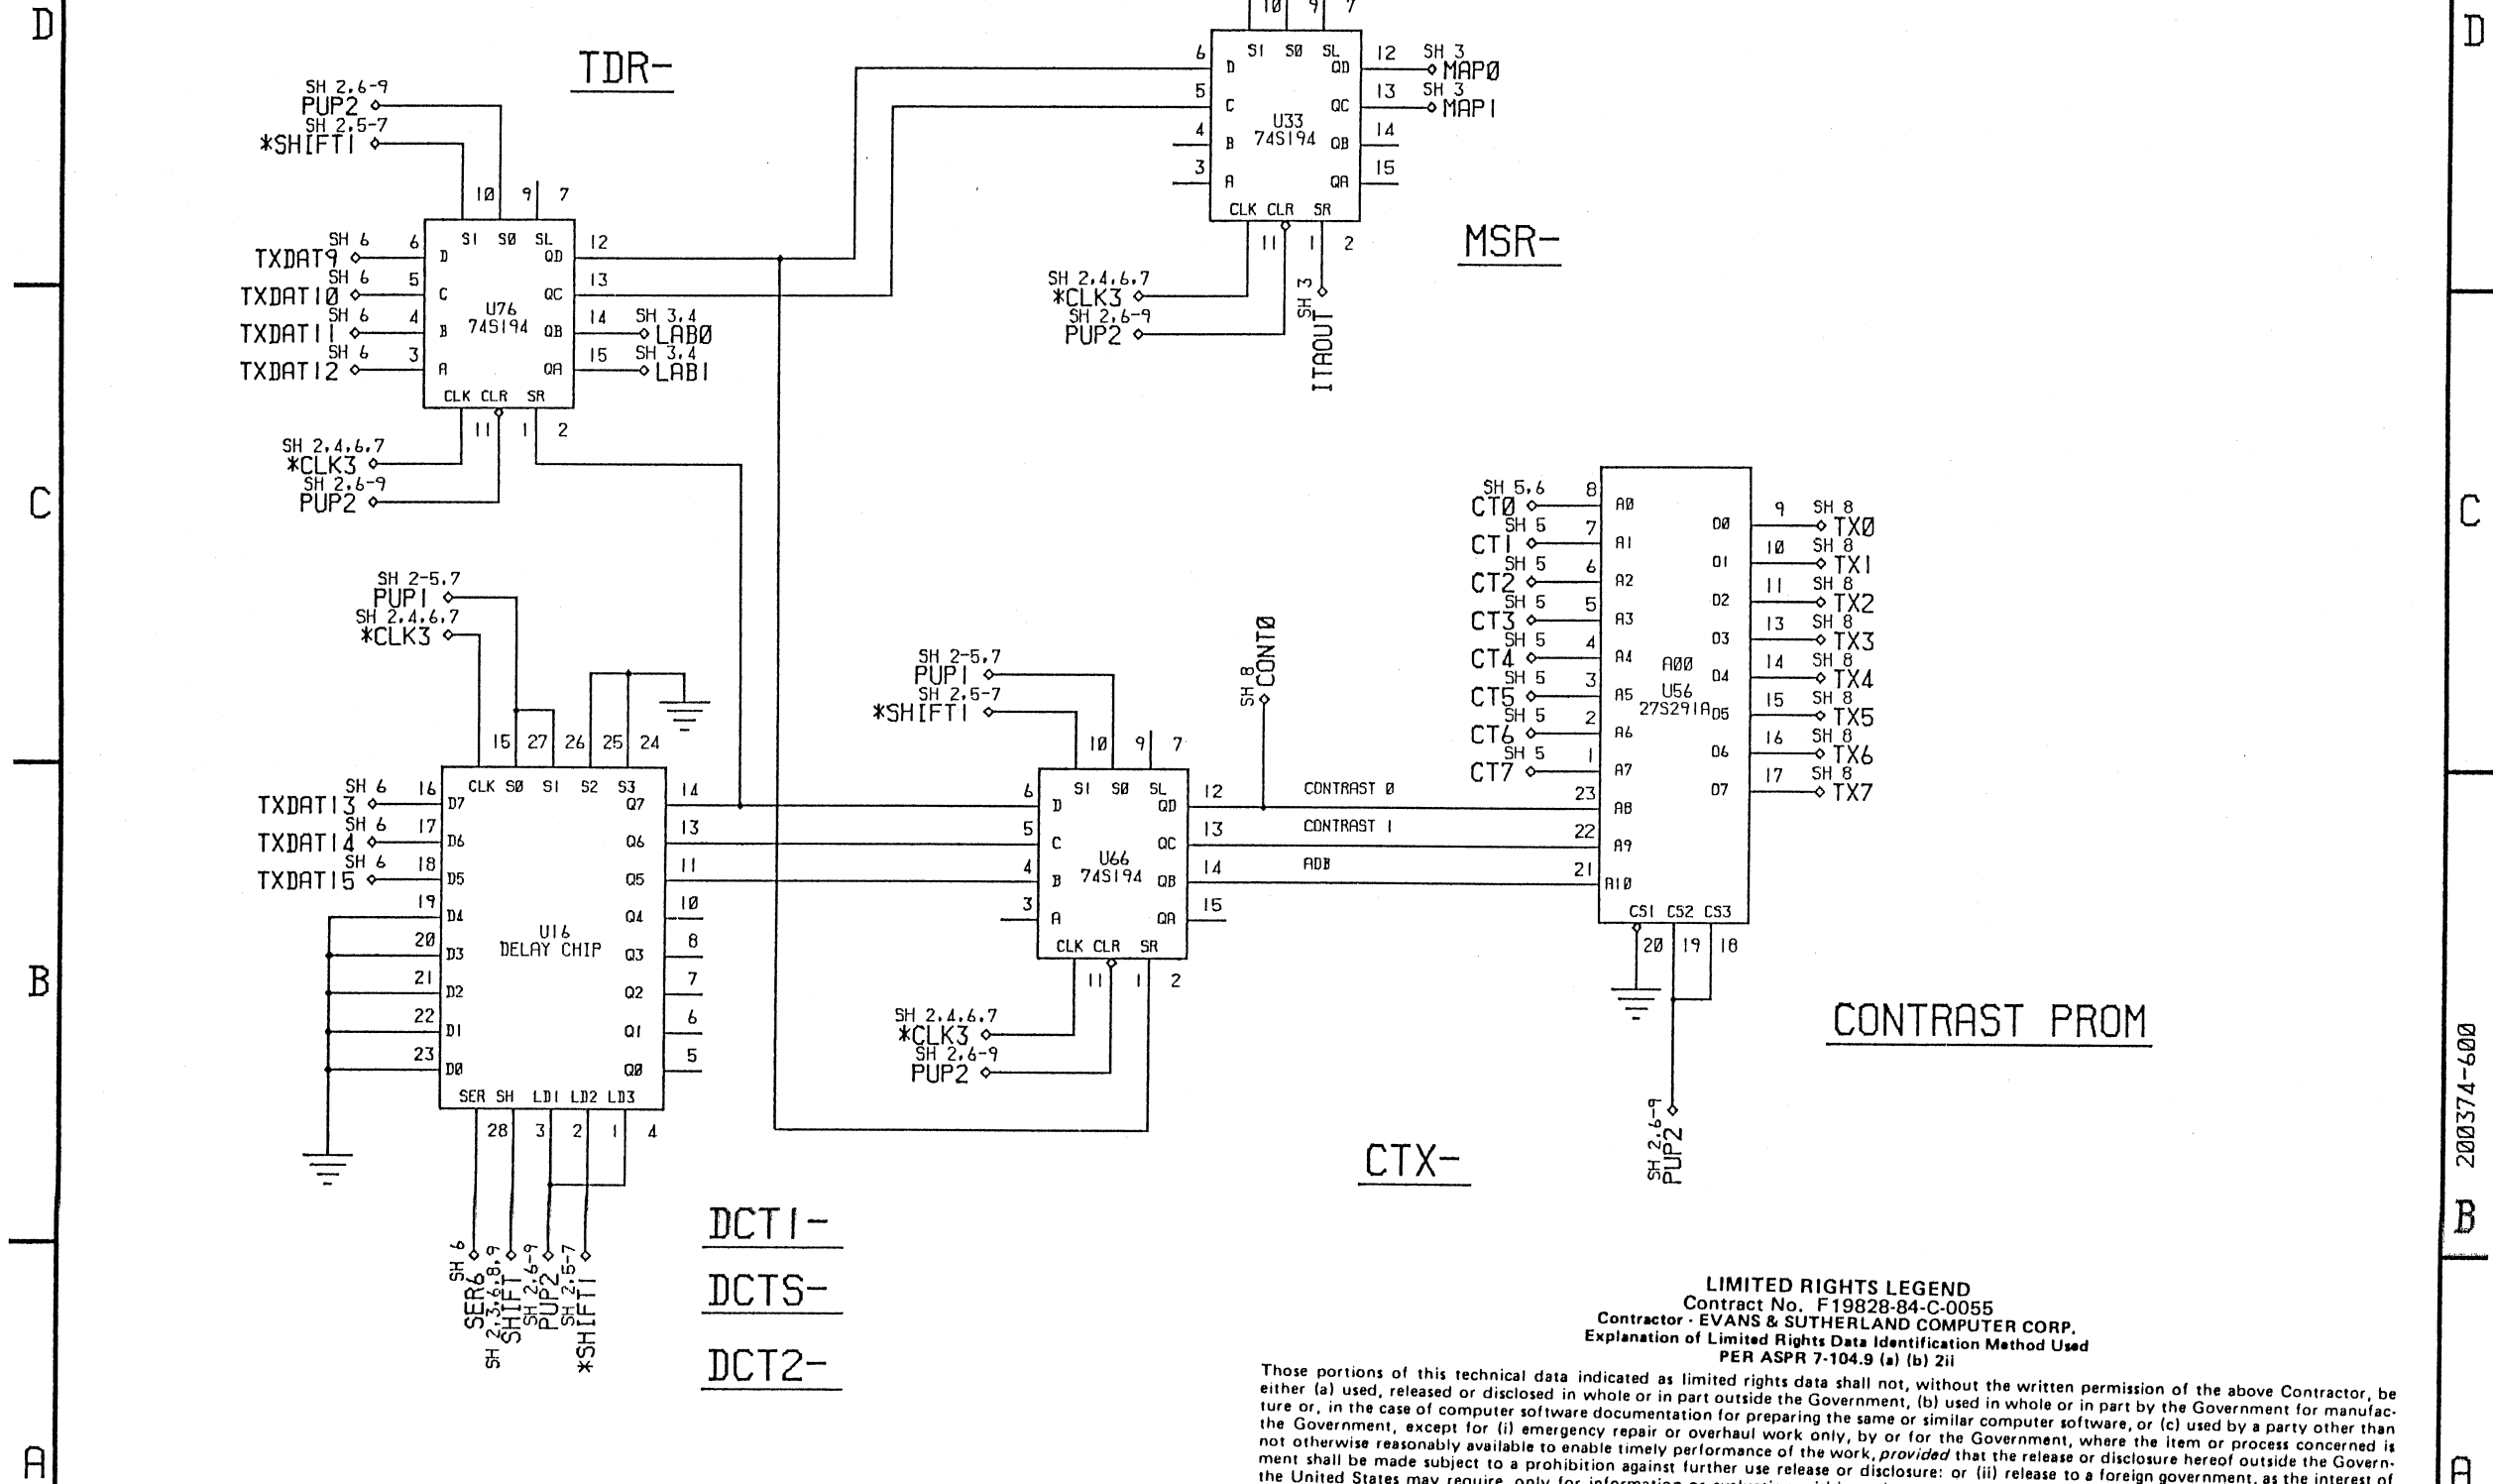 D
D
10 9 7
TDR-
S1 S0 SL
6 D QD 12 SH 3 MAP0
5 C QC 13 SH 3 MAP1
U33
74S194
4 B QB 14
3 A QA 15
CLK CLR SR
11 1 2
MSR-
SH 2,4,6,7
*CLK3
SH 2,6-9
PUP2
SH 3
ITAOUT
SH 2,6-9
PUP2
SH 2,5-7
*SHIFT1
10 9 7
S1 S0 SL
SH 6 TXDAT9 6 D QD 12
SH 6 TXDAT10 5 C QC 13
U76
74S194
SH 6 TXDAT11 4 B QB 14 SH 3,4 LAB0
SH 6 TXDAT12 3 A QA 15 SH 3,4 LAB1
CLK CLR SR
11 1 2
SH 2,4,6,7
*CLK3
SH 2,6-9
PUP2
C
C
SH 5,6 CT0 8 A0 D0 9 SH 8 TX0
SH 5 CT1 7 A1 D1 10 SH 8 TX1
SH 5 CT2 6 A2 D2 11 SH 8 TX2
SH 5 CT3 5 A3 D3 13 SH 8 TX3
SH 5 CT4 4 A4 D4 14 SH 8 TX4
A00
U56
27S291A
SH 5 CT5 3 A5 D5 15 SH 8 TX5
SH 5 CT6 2 A6 D6 16 SH 8 TX6
SH 5 CT7 1 A7 D7 17 SH 8 TX7
23 A8
22 A9
21 A10
CS1 CS2 CS3
20 19 18
SH 2,6-9
PUP2
CONTRAST PROM
SH 2-5,7
PUP1
SH 2,4,6,7
*CLK3
15 27 26 25 24
CLK S0 S1 S2 S3
SH 6 TXDAT13 16 D7 Q7 14
SH 6 TXDAT14 17 D6 Q6 13
SH 6 TXDAT15 18 D5 Q5 11
19 D4 Q4 10
U16
DELAY CHIP
20 D3 Q3 8
21 D2 Q2 7
22 D1 Q1 6
23 D0 Q0 5
SER SH LD1 LD2 LD3
28 3 2 1 4
SH 6
SER6
SH 2,3,6,8,9
SHIFT
SH 2,6-9
PUP2
SH 2,5-7
*SHIFT1
SH 2-5,7
PUP1
SH 2,5-7
*SHIFT1
SH 8
CONT0
10 9 7
S1 S0 SL
6 D QD 12 CONTRAST 0
5 C QC 13 CONTRAST 1
U66
74S194
4 B QB 14 ADB
3 A QA 15
CLK CLR SR
11 1 2
SH 2,4,6,7
*CLK3
SH 2,6-9
PUP2
CTX-
DCT1-
DCTS-
DCT2-
B
200374-600
B
LIMITED RIGHTS LEGEND
Contract No. F19828-84-C-0055
Contractor - EVANS & SUTHERLAND COMPUTER CORP.
Explanation of Limited Rights Data Identification Method Used
PER ASPR 7-104.9 (a) (b) 2ii
Those portions of this technical data indicated as limited rights data shall not, without the written permission of the above Contractor, be
either (a) used, released or disclosed in whole or in part outside the Government, (b) used in whole or in part by the Government for manufac-
ture or, in the case of computer software documentation for preparing the same or similar computer software, or (c) used by a party other than
the Government, except for (i) emergency repair or overhaul work only, by or for the Government, where the item or process concerned is
not otherwise reasonably available to enable timely performance of the work, provided that the release or disclosure hereof outside the Govern-
ment shall be made subject to a prohibition against further use release or disclosure: or (ii) release to a foreign government, as the interest of
the United States may require, only for information or
A
A